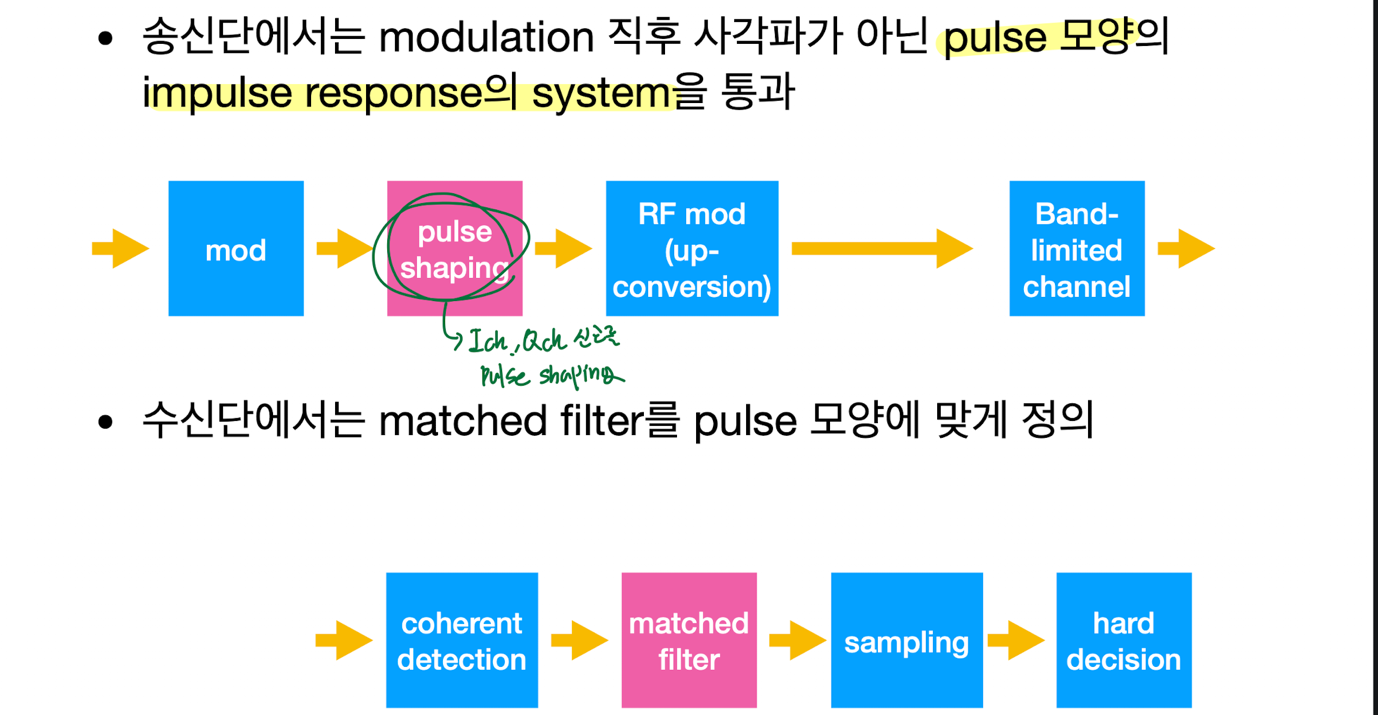 • 송신단에서는 modulation 직후 사각파가 아닌 pulse 모양의
impulse response의 system을 통과
mod
pulse
shaping
RF mod
(up-
conversion)
Band-
limited
channel
Ich, Qch 신호를
pulse shaping
• 수신단에서는 matched filter를 pulse 모양에 맞게 정의
coherent
detection
matched
filter
sampling
hard
decision